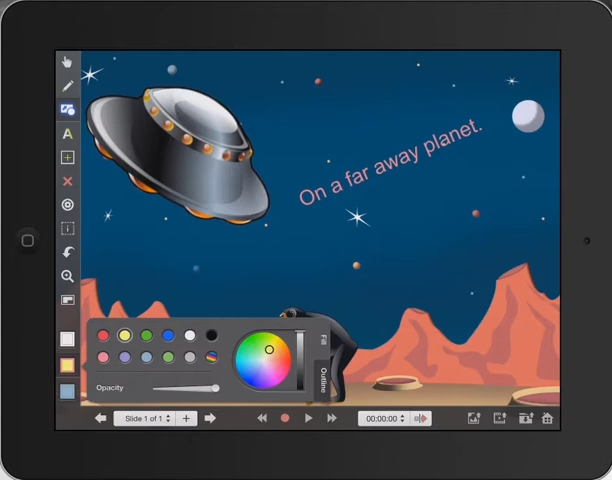 On a far away planet.
A
Fill
Outline
Opacity
Slide 1 of 1
00:00:00